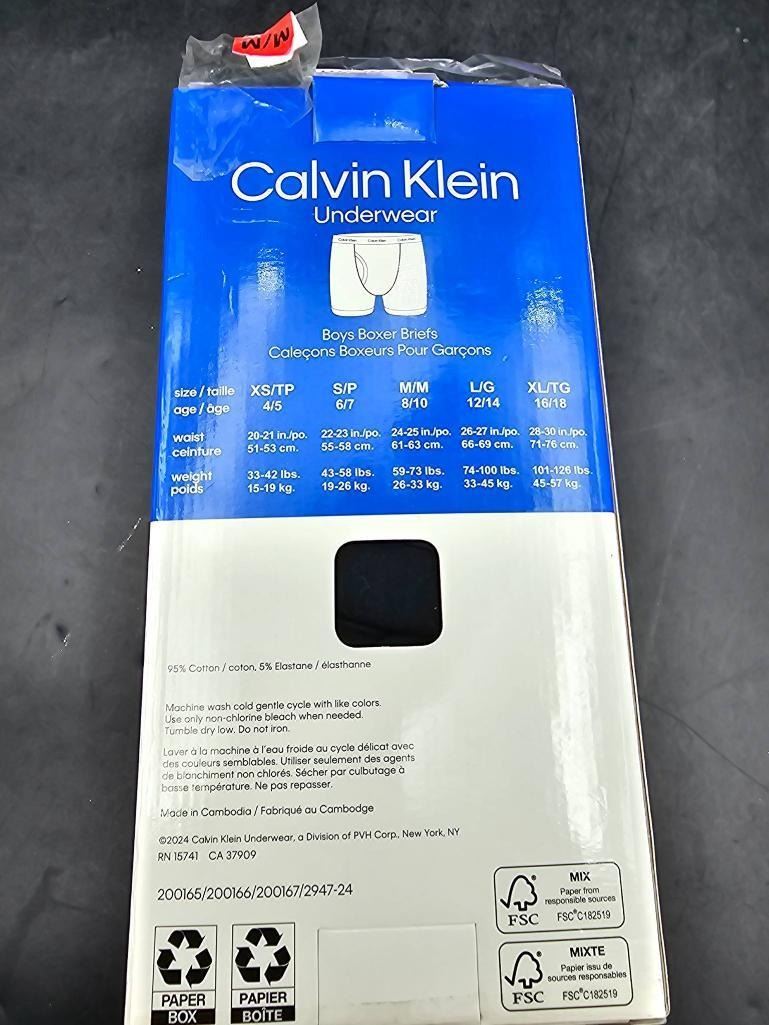 M/M
Calvin Klein
Underwear
Calvin Klein Calvin Klein Calvin Klein
Boys Boxer Briefs
Caleçons Boxeurs Pour Garçons
size / taille XS/TP S/P M/M L/G XL/TG
age / âge 4/5 6/7 8/10 12/14 16/18
waist 20-21 in./po. 22-23 in./po. 24-25 in./po. 26-27 in./po. 28-30 in./po.
ceinture 51-53 cm. 55-58 cm. 61-63 cm. 66-69 cm. 71-76 cm.
weight 33-42 lbs. 43-58 lbs. 59-73 lbs. 74-100 lbs. 101-126 lbs.
poids 15-19 kg. 19-26 kg. 26-33 kg. 33-45 kg. 45-57 kg.
95% Cotton / coton, 5% Elastane / élasthanne
Machine wash cold gentle cycle with like colors.
Use only non-chlorine bleach when needed.
Tumble dry low. Do not iron.
Laver à la machine à l'eau froide au cycle délicat avec
des couleurs semblables. Utiliser seulement des agents
de blanchiment non chlorés. Sécher par culbutage à
basse température. Ne pas repasser.
Made in Cambodia / Fabriqué au Cambodge
©2024 Calvin Klein Underwear, a Division of PVH Corp., New York, NY
RN 15741 CA 37909
200165/200166/200167/2947-24
PAPER
BOX
PAPIER
BOÎTE
FSC
MIX
Paper from
responsible sources
FSC® C182519
FSC
MIXTE
Papier issu de
sources responsables
FSC® C182519